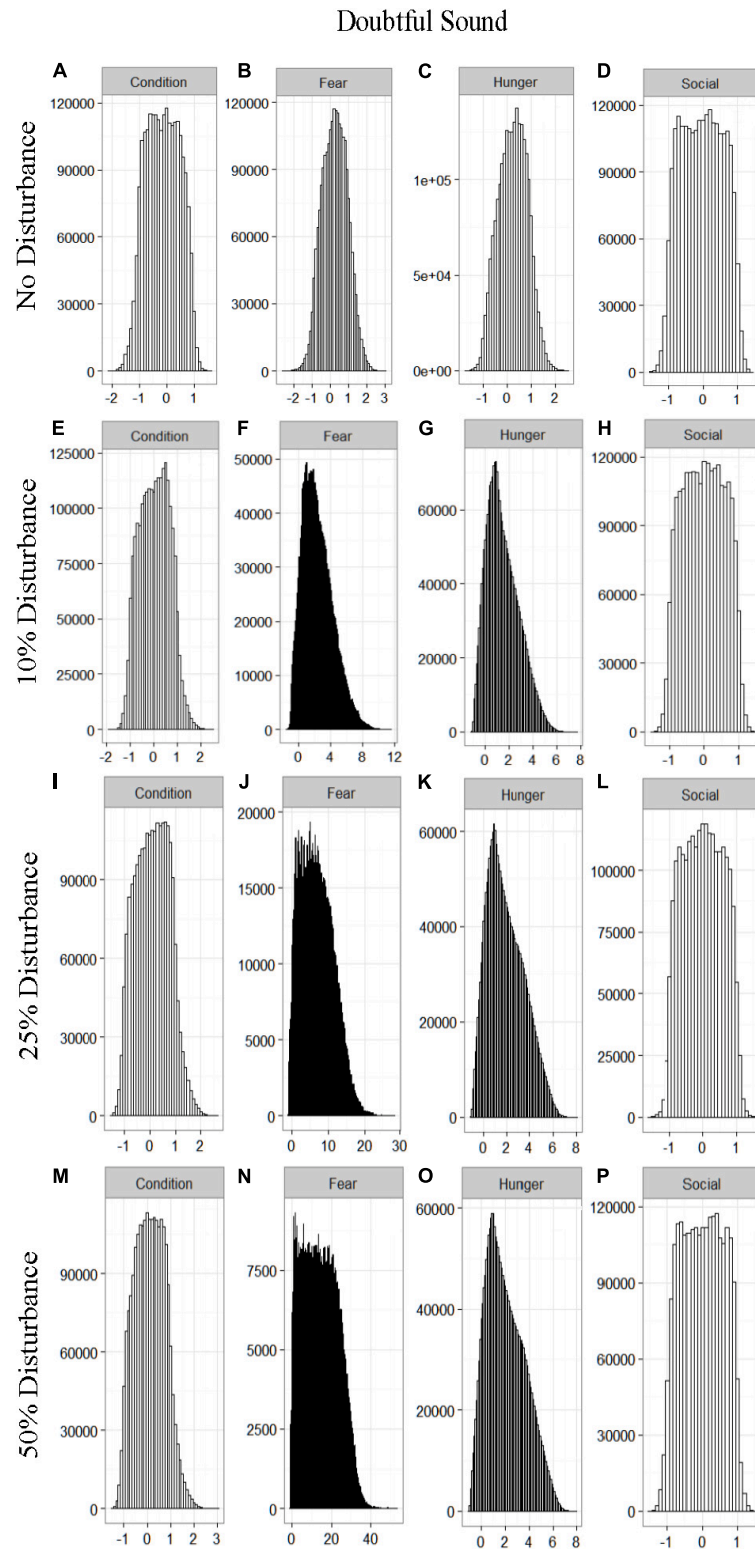 Doubtful Sound
A B C D
Condition Fear Hunger Social
No Disturbance
120000 120000 120000
90000 90000 1e+05 90000
60000 60000 60000
5e+04
30000 30000 30000
0 0 0e+00 0
-2 -1 0 1 -2 -1 0 1 2 3 -1 0 1 2 -1 0 1
E F G H
Condition Fear Hunger Social
10% Disturbance
125000 50000 120000
100000 40000 60000 90000
75000 30000 40000 60000
50000 20000
25000 10000 20000 30000
0 0 0 0
-2 -1 0 1 2 0 4 8 12 0 2 4 6 8 -1 0 1
I J K L
Condition Fear Hunger Social
25% Disturbance
20000 60000
90000 15000 100000
60000 10000 40000 75000
50000
30000 5000 20000 25000
0 0 0 0
-1 0 1 2 0 10 20 30 0 2 4 6 8 -1 0 1
M N O P
Condition Fear Hunger Social
50% Disturbance
60000 120000
90000 7500 40000 90000
60000 5000 60000
30000 2500 20000 30000
0 0 0 0
-1 0 1 2 3 0 20 40 0 2 4 6 8 -1 0 1